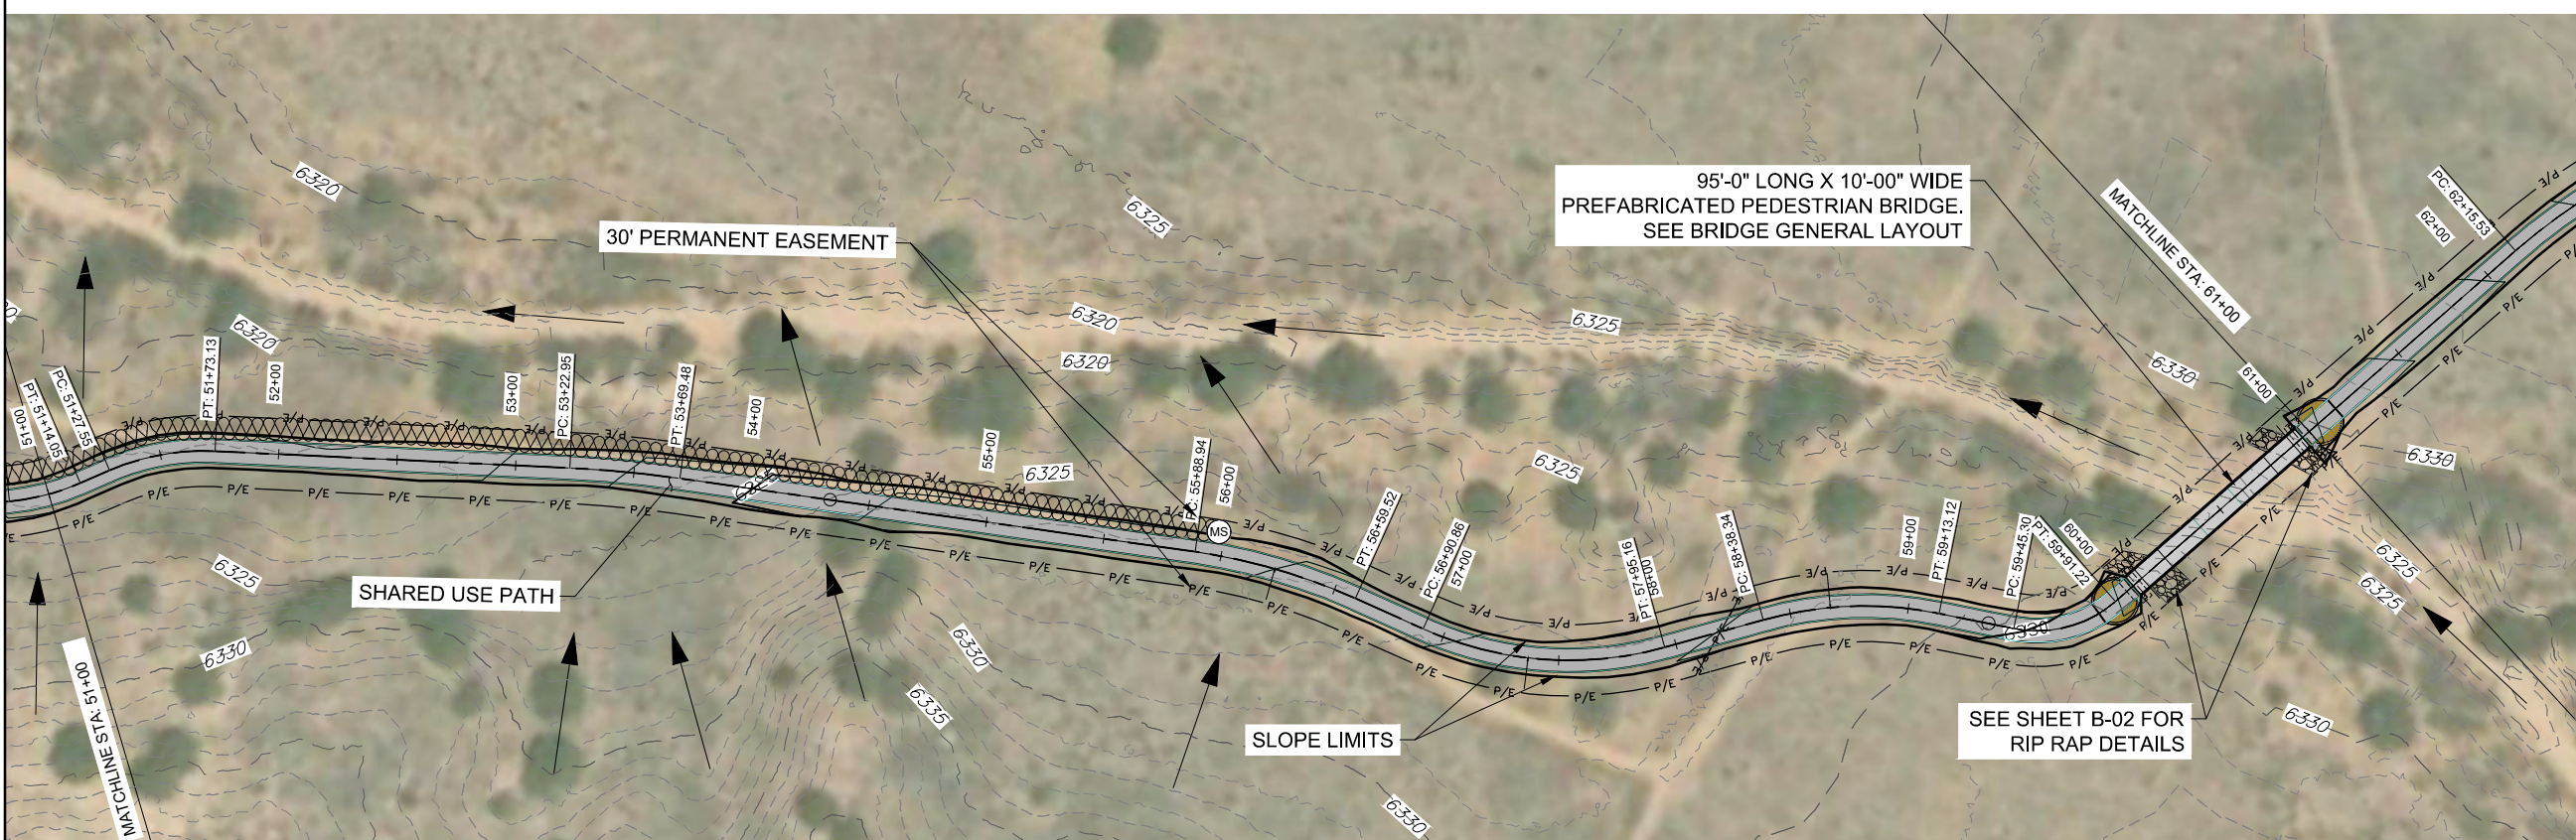 6320
6325
95'-0" LONG X 10'-00" WIDE
PREFABRICATED PEDESTRIAN BRIDGE.
SEE BRIDGE GENERAL LAYOUT
MATCHLINE STA: 61+00
PC: 62+15.53
62+00
30' PERMANENT EASEMENT
6320
6320
6320
6325
6330
61+00
PT: 51+14.05
51+00
PC: 51+27.55
PT: 51+73.13
52+00
53+00
PC: 53+22.95
PT: 53+69.48
54+00
55+00
6325
PC: 55+88.94
56+00
MS
PT: 56+59.52
PC: 56+90.86
57+00
6325
PT: 57+95.16
58+00
PC: 58+38.34
59+00
PT: 59+13.12
PC: 59+45.30
PT: 59+91.22
60+00
6330
6330
6325
6325
6325
SHARED USE PATH
6330
6330
6335
MATCHLINE STA: 51+00
SLOPE LIMITS
SEE SHEET B-02 FOR
RIP RAP DETAILS
6330
6330
P/E
P/E
P/E
P/E
P/E
P/E
P/E
P/E
P/E
P/E
P/E
P/E